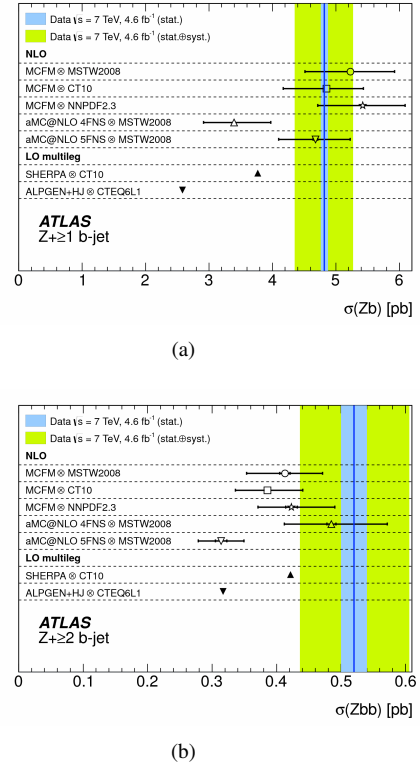 Data √s = 7 TeV, 4.6 fb⁻¹ (stat.)
Data √s = 7 TeV, 4.6 fb⁻¹ (stat.⊕syst.)
NLO
MCFM ⊗ MSTW2008
MCFM ⊗ CT10
MCFM ⊗ NNPDF2.3
aMC@NLO 4FNS ⊗ MSTW2008
aMC@NLO 5FNS ⊗ MSTW2008
LO multileg
SHERPA ⊗ CT10
ALPGEN+HJ ⊗ CTEQ6L1
ATLAS
Z+≥1 b-jet
0 1 2 3 4 5 6
σ(Zb) [pb]
(a)
Data √s = 7 TeV, 4.6 fb⁻¹ (stat.)
Data √s = 7 TeV, 4.6 fb⁻¹ (stat.⊕syst.)
NLO
MCFM ⊗ MSTW2008
MCFM ⊗ CT10
MCFM ⊗ NNPDF2.3
aMC@NLO 4FNS ⊗ MSTW2008
aMC@NLO 5FNS ⊗ MSTW2008
LO multileg
SHERPA ⊗ CT10
ALPGEN+HJ ⊗ CTEQ6L1
ATLAS
Z+≥2 b-jet
0 0.1 0.2 0.3 0.4 0.5 0.6
σ(Zbb) [pb]
(b)